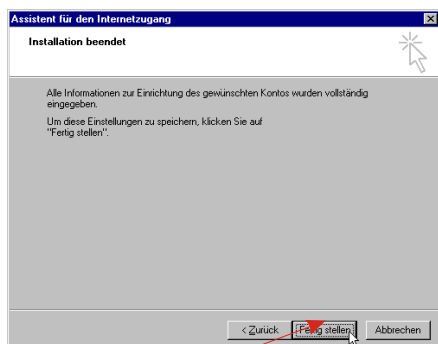 Assistent für den Internetzugang
Installation beendet
Alle Informationen zur Einrichtung des gewünschten Kontos wurden vollständig
eingegeben.
Um diese Einstellungen zu speichern, klicken Sie auf
"Fertig stellen".
< Zurück Fertig stellen Abbrechen